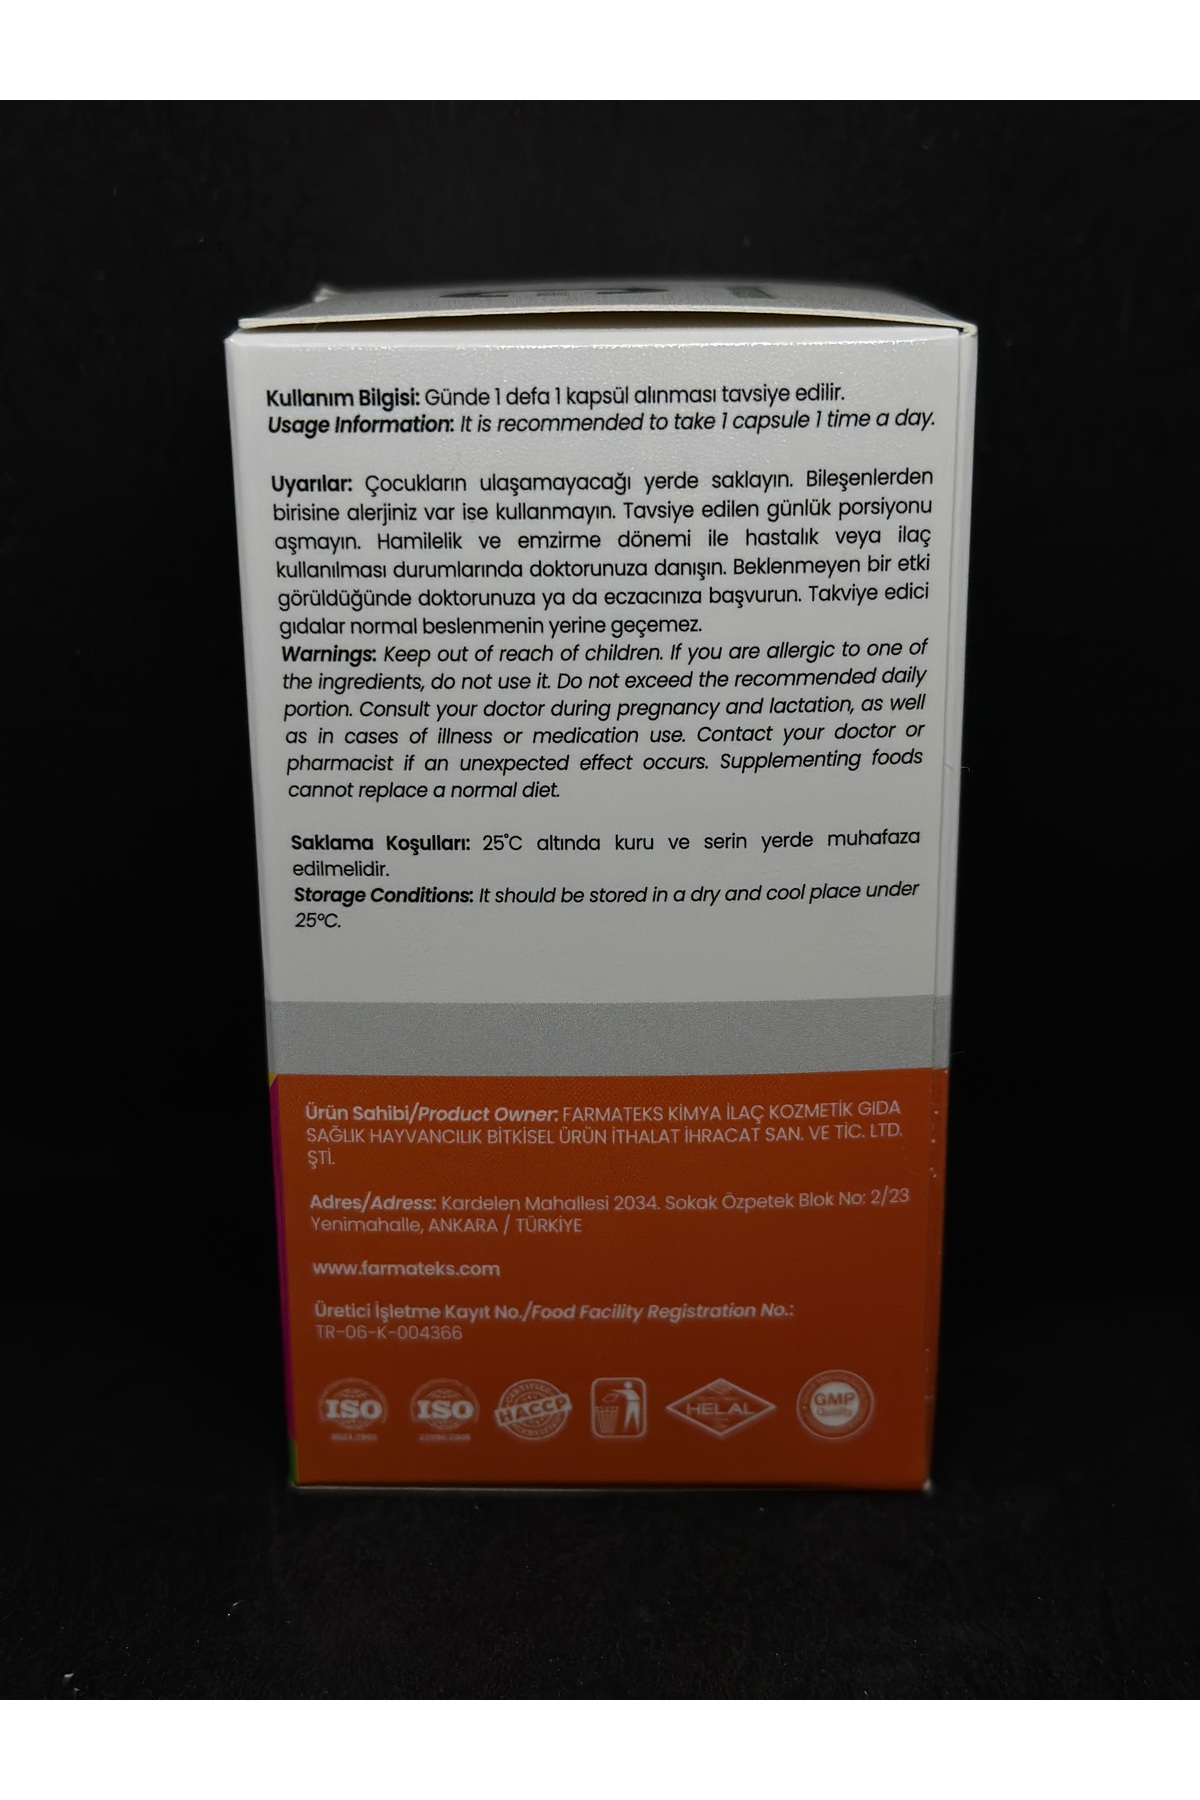 Kullanım Bilgisi: Günde 1 defa 1 kapsül alınması tavsiye edilir.
Usage Information: It is recommended to take 1 capsule 1 time a day.
Uyarılar: Çocukların ulaşamayacağı yerde saklayın. Bileşenlerden
birisine alerjiniz var ise kullanmayın. Tavsiye edilen günlük porsiyonu
aşmayın. Hamilelik ve emzirme dönemi ile hastalık veya ilaç
kullanılması durumlarında doktorunuza danışın. Beklenmeyen bir etki
görüldüğünde doktorunuza ya da eczacınıza başvurun. Takviye edici
gıdalar normal beslenmenin yerine geçemez.
Warnings: Keep out of reach of children. If you are allergic to one of
the ingredients, do not use it. Do not exceed the recommended daily
portion. Consult your doctor during pregnancy and lactation, as well
as in cases of illness or medication use. Contact your doctor or
pharmacist if an unexpected effect occurs. Supplementing foods
cannot replace a normal diet.
Saklama Koşulları: 25°C altında kuru ve serin yerde muhafaza
edilmelidir.
Storage Conditions: It should be stored in a dry and cool place under
25°C.
Ürün Sahibi/Product Owner: FARMATEKS KİMYA İLAÇ KOZMETİK GIDA
SAĞLIK HAYVANCILIK BİTKİSEL ÜRÜN İTHALAT İHRACAT SAN. VE TİC. LTD.
ŞTİ.
Adres/Adress: Kardelen Mahallesi 2034. Sokak Özpetek Blok No: 2/23
Yenimahalle, ANKARA / TÜRKİYE
www.farmateks.com
Üretici İşletme Kayıt No./Food Facility Registration No.:
TR-06-K-004366
ISO ISO HACCP HELAL GMP
Quality